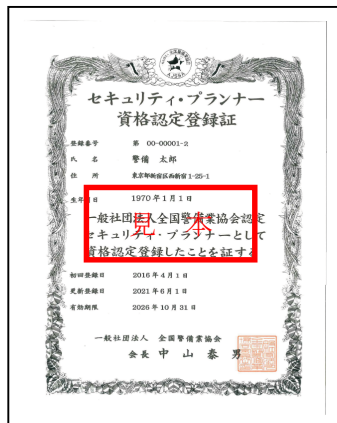 セキュリティ・プランナー
資格認定登録証
登録番号 第 00-00001-2
氏名 警備 太郎
住所 東京都新宿区西新宿1-25-1
生年月日 1970年1月1日
一般社団法人全国警備業協会認定
セキュリティ・プランナーとして
資格認定登録したことを証する
見本
初回登録日 2016年4月1日
更新登録日 2021年6月1日
有効期限 2026年10月31日
一般社団法人 全国警備業協会
会長 中山泰男